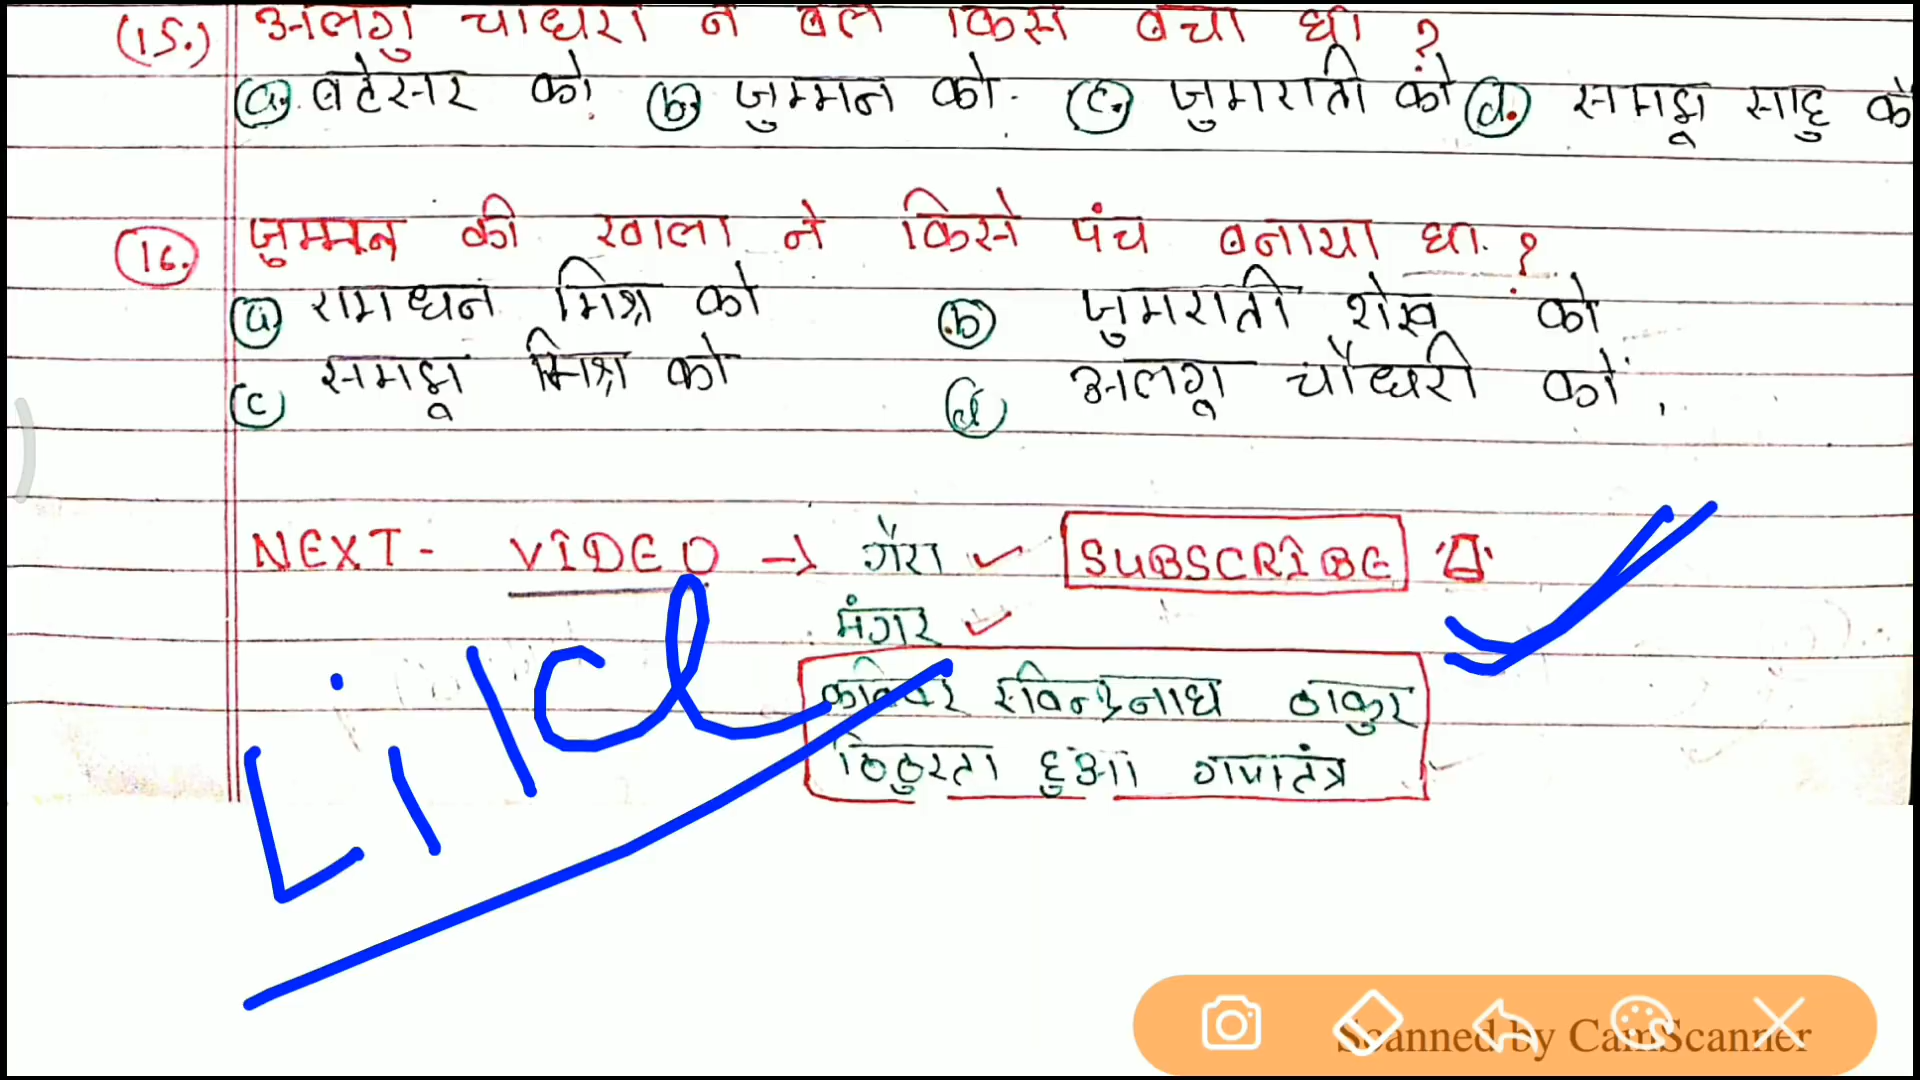 (15.) अलगु चौधरी ने बैल किसे बेचा था ?
(a.) बटेसर को (b.) जुम्मन को. (c.) जुमराती को (d.) समझू साहु को
(16.) जुम्मन की खाला ने किसे पंच बनाया था. ?
(a) रामधन मिश्र को (b) जुमराती शेख को
(c) समझू मिश्र को (d) अलगू चौधरी को.
NEXT - VIDEO → गैरा ✓ SUBSCRIBE
मंगर ✓
कविवर रविन्द्रनाथ ठाकुर
ठिठुरता हुआ गणतंत्र
Like
Scanned by CamScanner